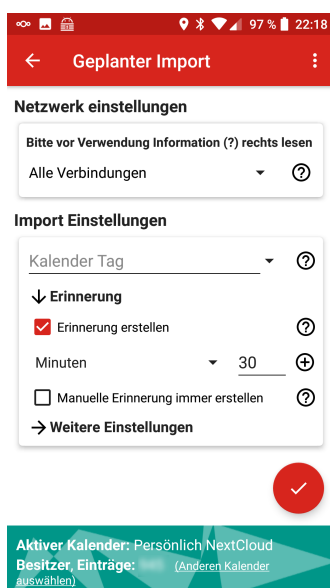 97 % 22:18
Geplanter Import
Netzwerk einstellungen
Bitte vor Verwendung Information (?) rechts lesen
Alle Verbindungen
Import Einstellungen
Kalender Tag
Erinnerung
Erinnerung erstellen
Minuten 30
Manuelle Erinnerung immer erstellen
Weitere Einstellungen
Aktiver Kalender: Persönlich NextCloud
Besitzer, Einträge: (Anderen Kalender
auswählen)